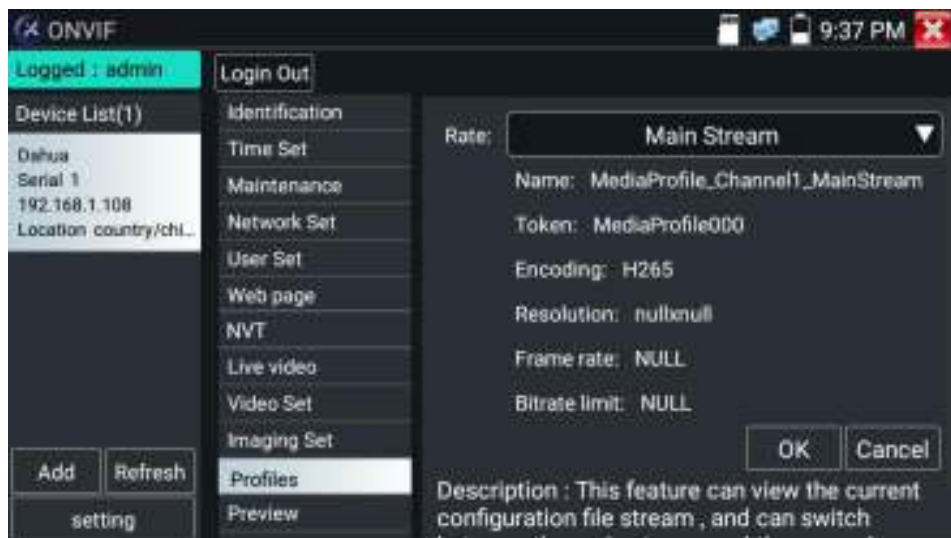 ONVIF
9:37 PM
Logged : admin
Login Out
Device List(1)
Dahua
Serial 1
192.168.1.108
Location country/chi...
Add
Refresh
setting
Identification
Time Set
Maintenance
Network Set
User Set
Web page
NVT
Live video
Video Set
Imaging Set
Profiles
Preview
Rate: Main Stream
Name: MediaProfile_Channel1_MainStream
Token: MediaProfile000
Encoding: H265
Resolution: nullxnull
Frame rate: NULL
Bitrate limit: NULL
OK
Cancel
Description : This feature can view the current
configuration file stream , and can switch